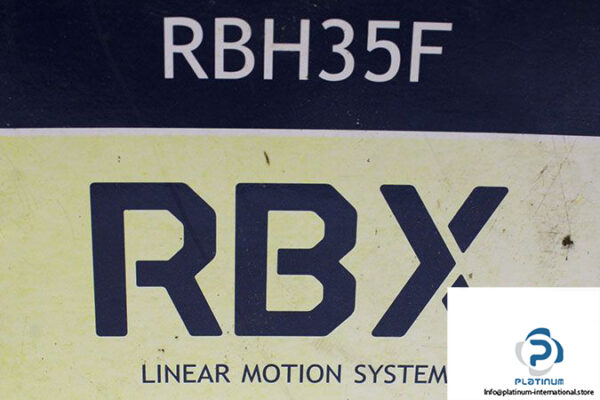 RBH35F
RBX
LINEAR MOTION SYSTEM
PLATINUM
Info@platinum-international.store